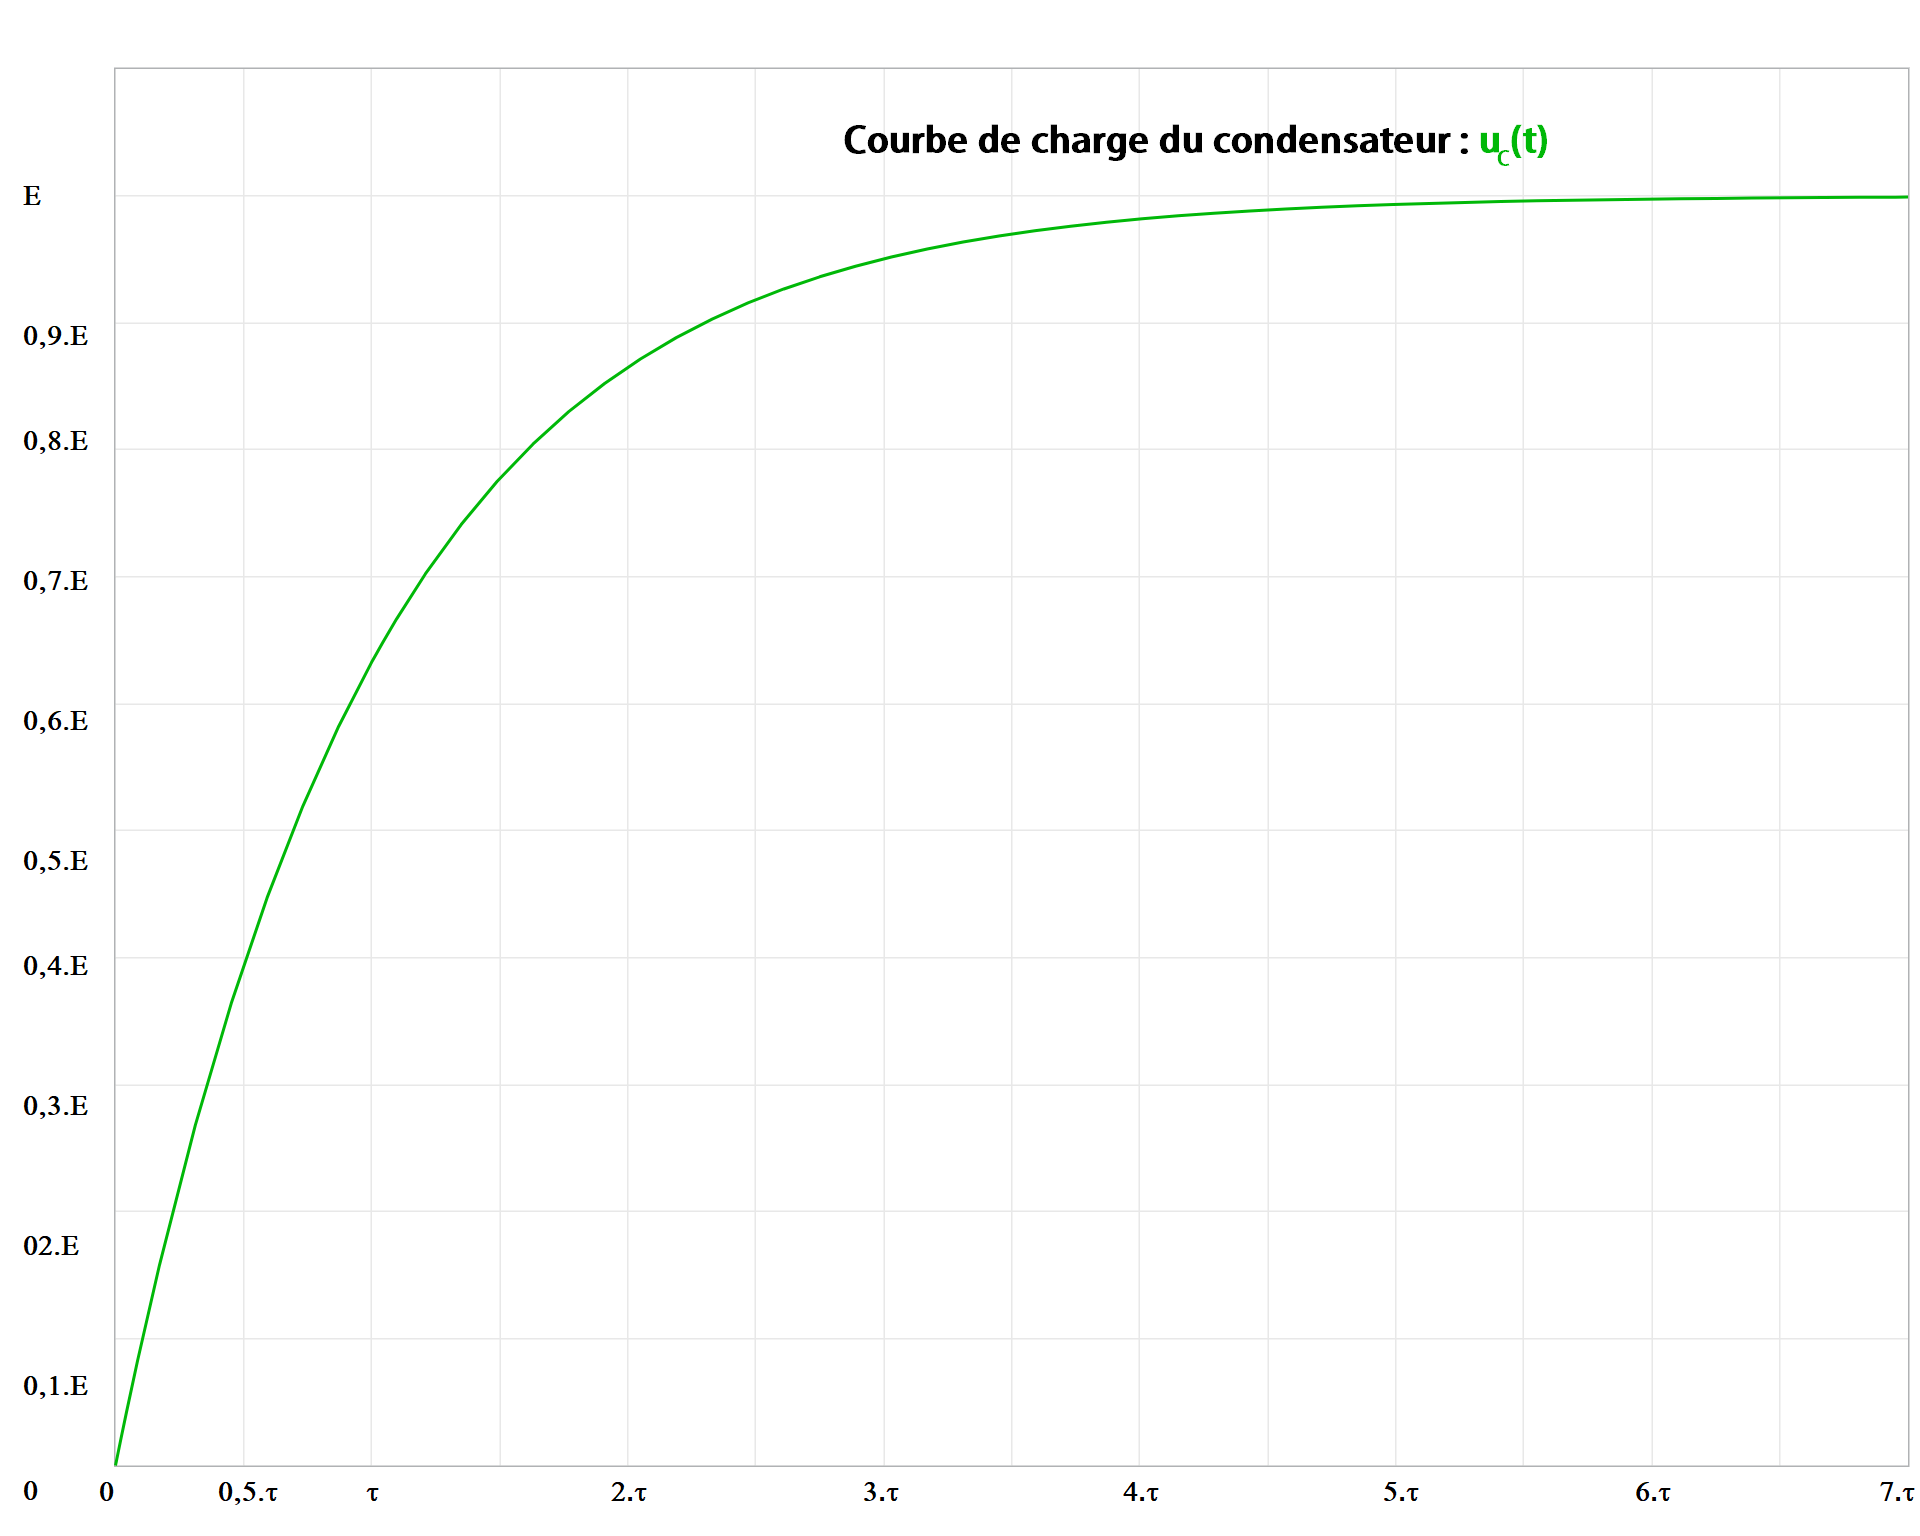 Courbe de charge du condensateur : uC(t)
E
0,9.E
0,8.E
0,7.E
0,6.E
0,5.E
0,4.E
0,3.E
02.E
0,1.E
0
0 0,5.τ τ 2.τ 3.τ 4.τ 5.τ 6.τ 7.τ